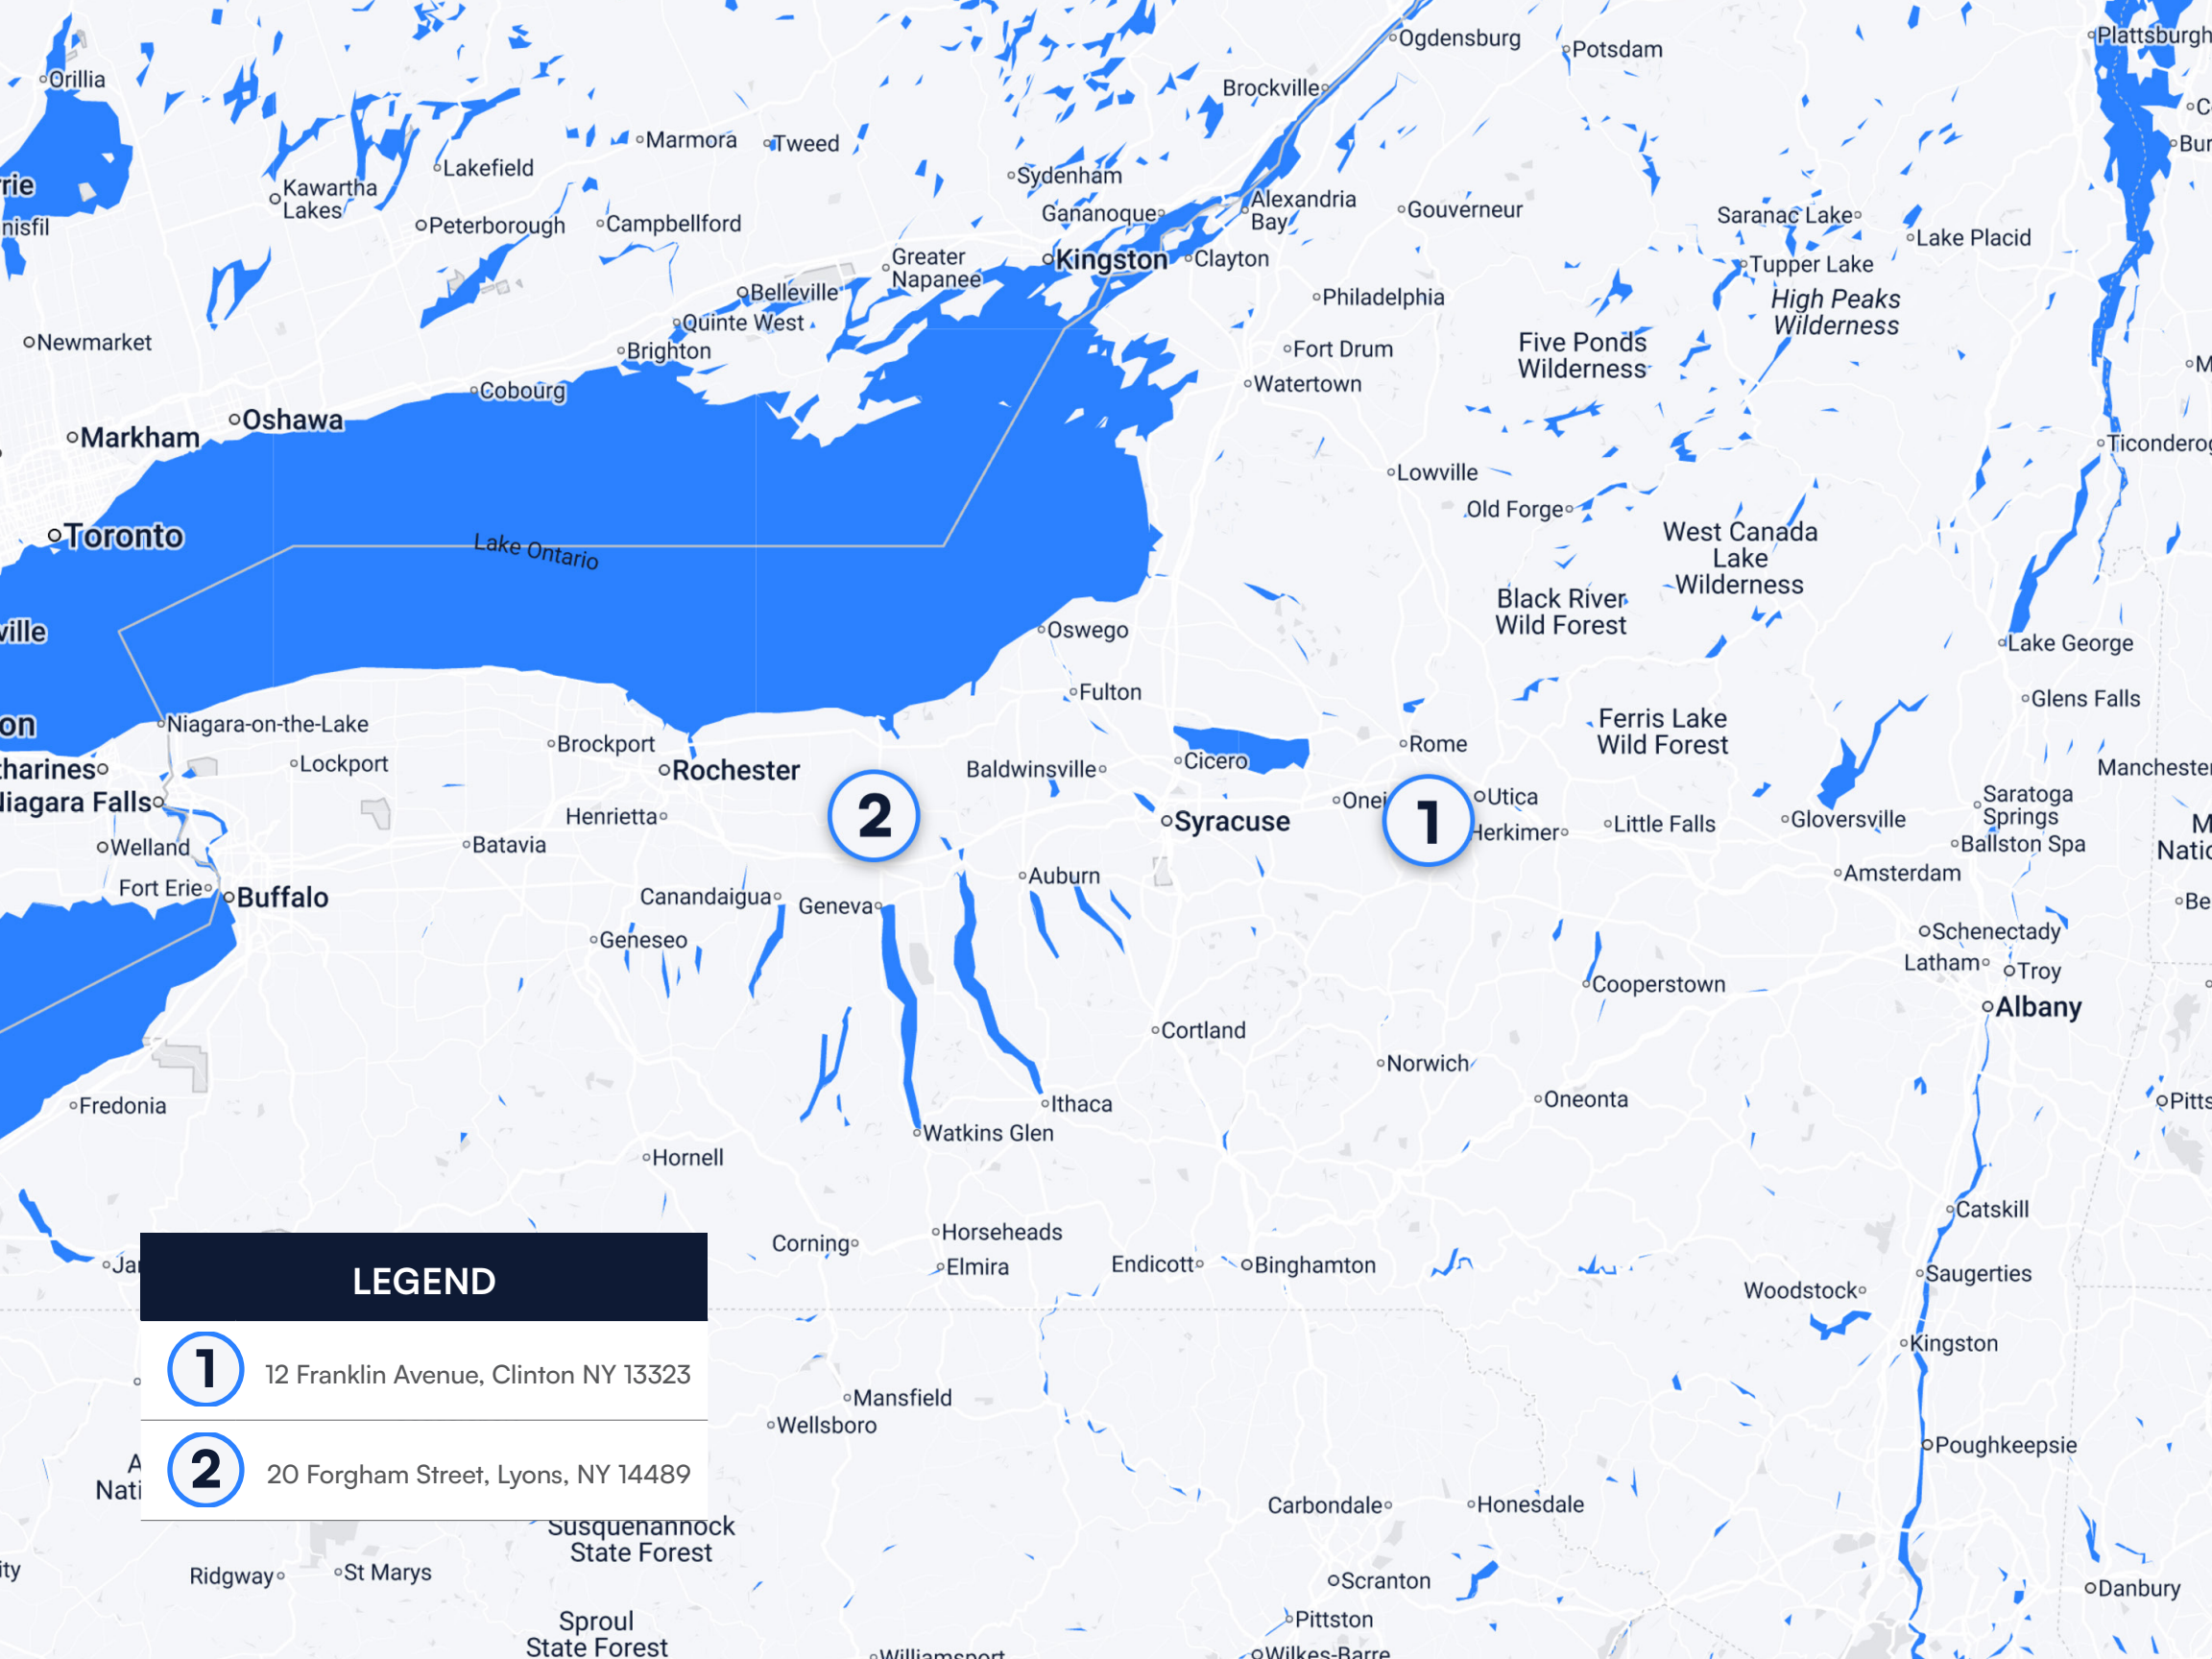 Ogdensburg
Potsdam
Plattsburgh
Orillia
Brockville
Marmora
Tweed
Lakefield
Sydenham
Kawartha
Lakes
Gananoque
Alexandria
Bay
Gouverneur
Saranac Lake
Peterborough
Campbellford
Lake Placid
Greater
Napanee
Kingston
Clayton
Tupper Lake
Belleville
Philadelphia
High Peaks
Wilderness
Quinte West
Newmarket
Brighton
Fort Drum
Five Ponds
Wilderness
Cobourg
Watertown
Oshawa
Markham
Lowville
Old Forge
Toronto
Lake Ontario
West Canada
Lake
Wilderness
Black River
Wild Forest
Oswego
Lake George
Fulton
Glens Falls
Niagara-on-the-Lake
Ferris Lake
Wild Forest
Brockport
Rome
Lockport
Rochester
Baldwinsville
Cicero
Utica
Saratoga
Springs
Henrietta
2
Syracuse
1
Little Falls
Gloversville
Welland
Batavia
Ballston Spa
Fort Erie
Buffalo
Canandaigua
Geneva
Auburn
Amsterdam
Geneseo
Schenectady
Latham
Troy
Cooperstown
Albany
Cortland
Norwich
Oneonta
Fredonia
Ithaca
Watkins Glen
Hornell
Catskill
Corning
Horseheads
Elmira
Endicott
Binghamton
Saugerties
Woodstock
Kingston
LEGEND
1 12 Franklin Avenue, Clinton NY 13323
2 20 Forgham Street, Lyons, NY 14489
Mansfield
Wellsboro
Poughkeepsie
Carbondale
Honesdale
Susquehannock
State Forest
Ridgway
St Marys
Scranton
Danbury
Sproul
State Forest
Pittston
Williamsport
Wilkes-Barre